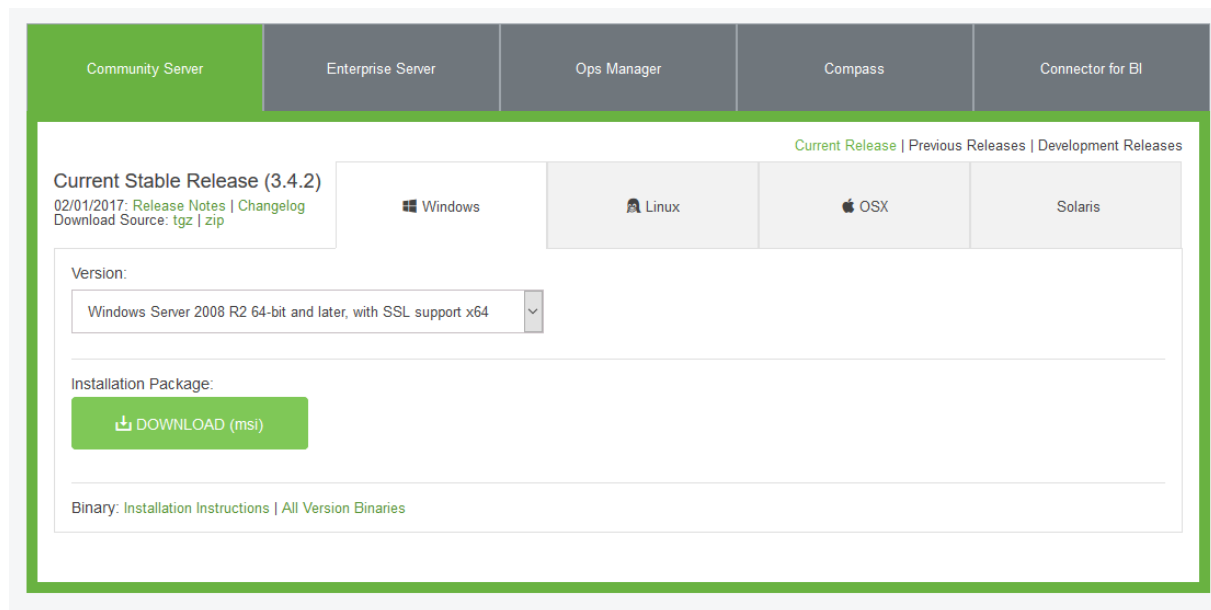 Community Server
Enterprise Server
Ops Manager
Compass
Connector for BI
Current Release | Previous Releases | Development Releases
Current Stable Release (3.4.2)
02/01/2017: Release Notes | Changelog
Download Source: tgz | zip
Windows
Linux
OSX
Solaris
Version:
Windows Server 2008 R2 64-bit and later, with SSL support x64
Installation Package:
DOWNLOAD (msi)
Binary: Installation Instructions | All Version Binaries